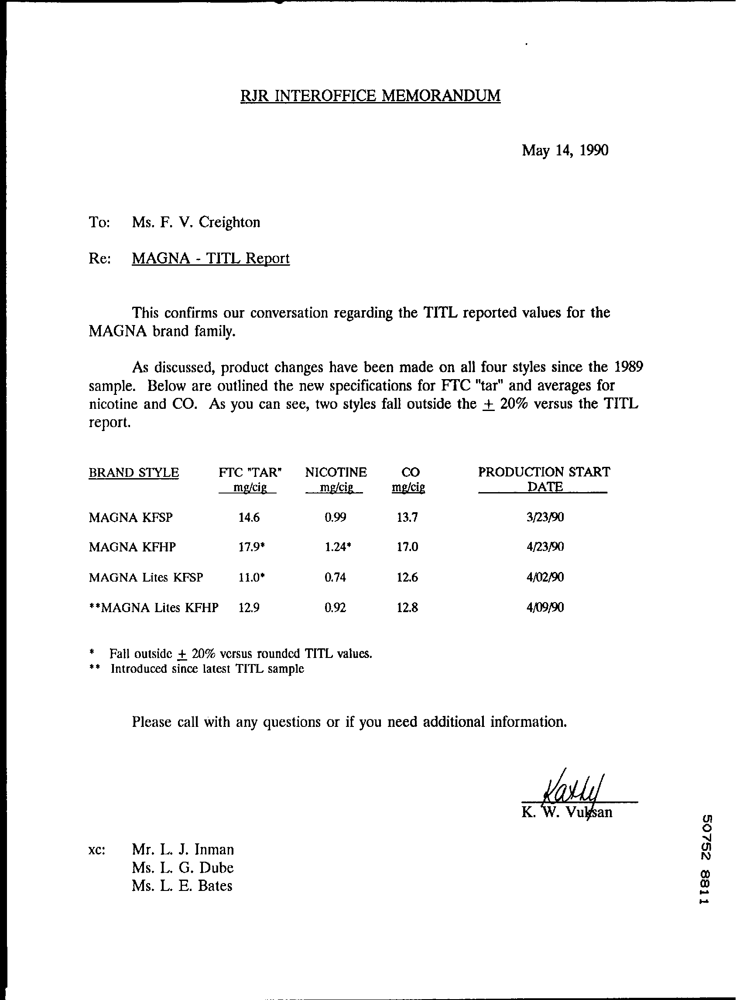 RJR INTEROFFICE MEMORANDUM
May 14, 1990
To: Ms. F. V. Creighton
Re: MAGNA - TITL Report
This confirms our conversation regarding the TITL reported values for the
MAGNA brand family.
As discussed, product changes have been made on all four styles since the 1989
sample. Below are outlined the new specifications for FTC "tar" and averages for
nicotine and CO. As you can see, two styles fall outside the ± 20% versus the TITL
report.
BRAND STYLE FTC "TAR" NICOTINE CO PRODUCTION START
mg/cig mg/cig mg/cig DATE
MAGNA KFSP 14.6 0.99 13.7 3/23/90
MAGNA KFHP 17.9* 1.24* 17.0 4/23/90
MAGNA Lites KFSP 11.0* 0.74 12.6 4/02/90
**MAGNA Lites KFHP 12.9 0.92 12.8 4/09/90
* Fall outside ± 20% versus rounded TITL values.
** Introduced since latest TITL sample
Please call with any questions or if you need additional information.
Kathy
K. W. Vuksan
xc: Mr. L. J. Inman
Ms. L. G. Dube
Ms. L. E. Bates
50752 8811